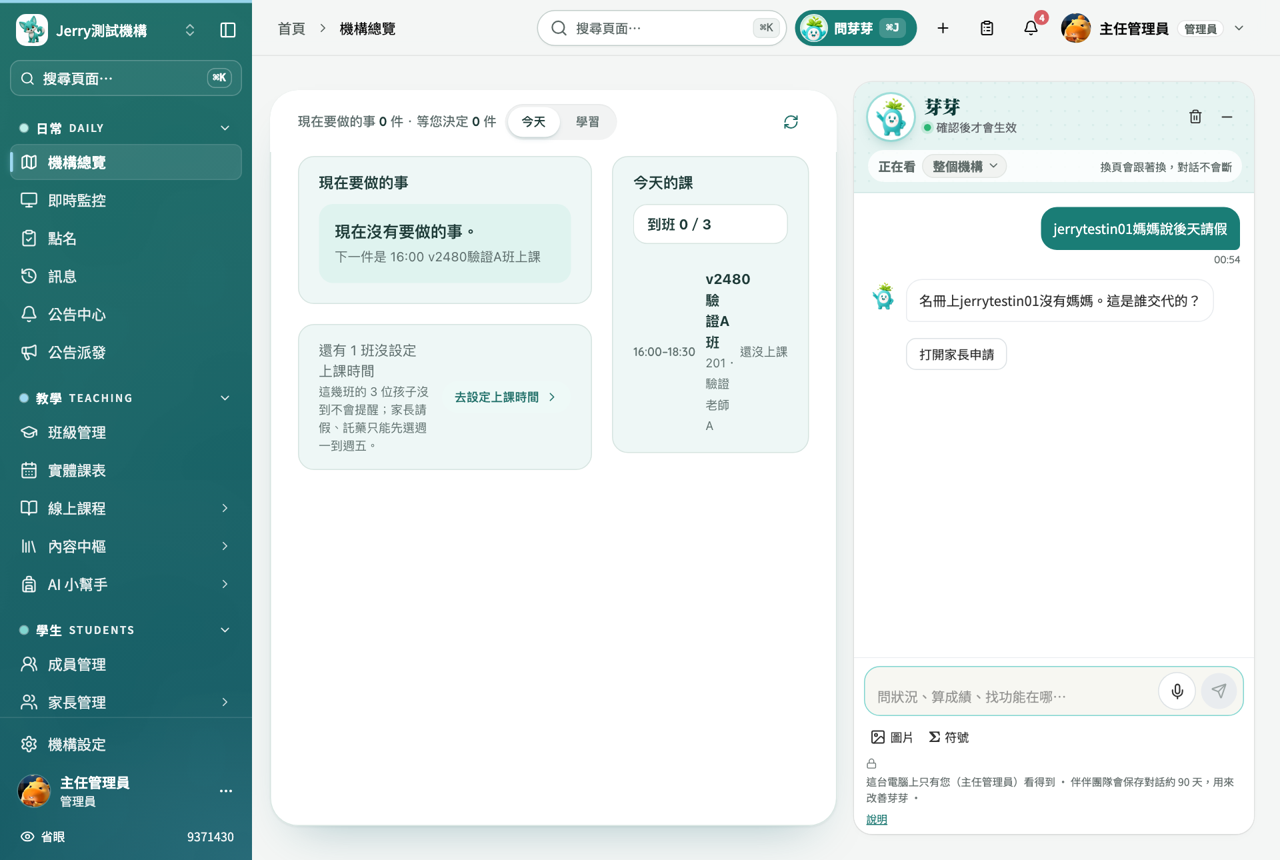 Jerry測試機構
搜尋頁面… ⌘K
日常 DAILY
機構總覽
即時監控
點名
訊息
公告中心
公告派發
教學 TEACHING
班級管理
實體課表
線上課程
內容中樞
AI 小幫手
學生 STUDENTS
成員管理
家長管理
機構設定
主任管理員
管理員
省眼 9371430
首頁 機構總覽
搜尋頁面… ⌘K
問芽芽 ⌘J
4
主任管理員 管理員
現在要做的事 0 件 · 等您決定 0 件
今天 學習
現在要做的事
現在沒有要做的事。
下一件是 16:00 v2480驗證A班上課
還有 1 班沒設定
上課時間
這幾班的 3 位孩子沒
到不會提醒；家長請
假、託藥只能先選週
一到週五。
去設定上課時間
今天的課
到班 0 / 3
16:00–18:30
v2480
驗
證A
班
201 ·
驗證
老師
A
還沒上課
芽芽
確認後才會生效
正在看 整個機構 換頁會跟著換，對話不會斷
jerrytestin01媽媽說後天請假
00:54
名冊上jerrytestin01沒有媽媽。這是誰交代的？
打開家長申請
問狀況、算成績、找功能在哪…
圖片 符號
這台電腦上只有您（主任管理員）看得到 · 伴伴團隊會保存對話約 90 天，用來
改善芽芽 ·
說明